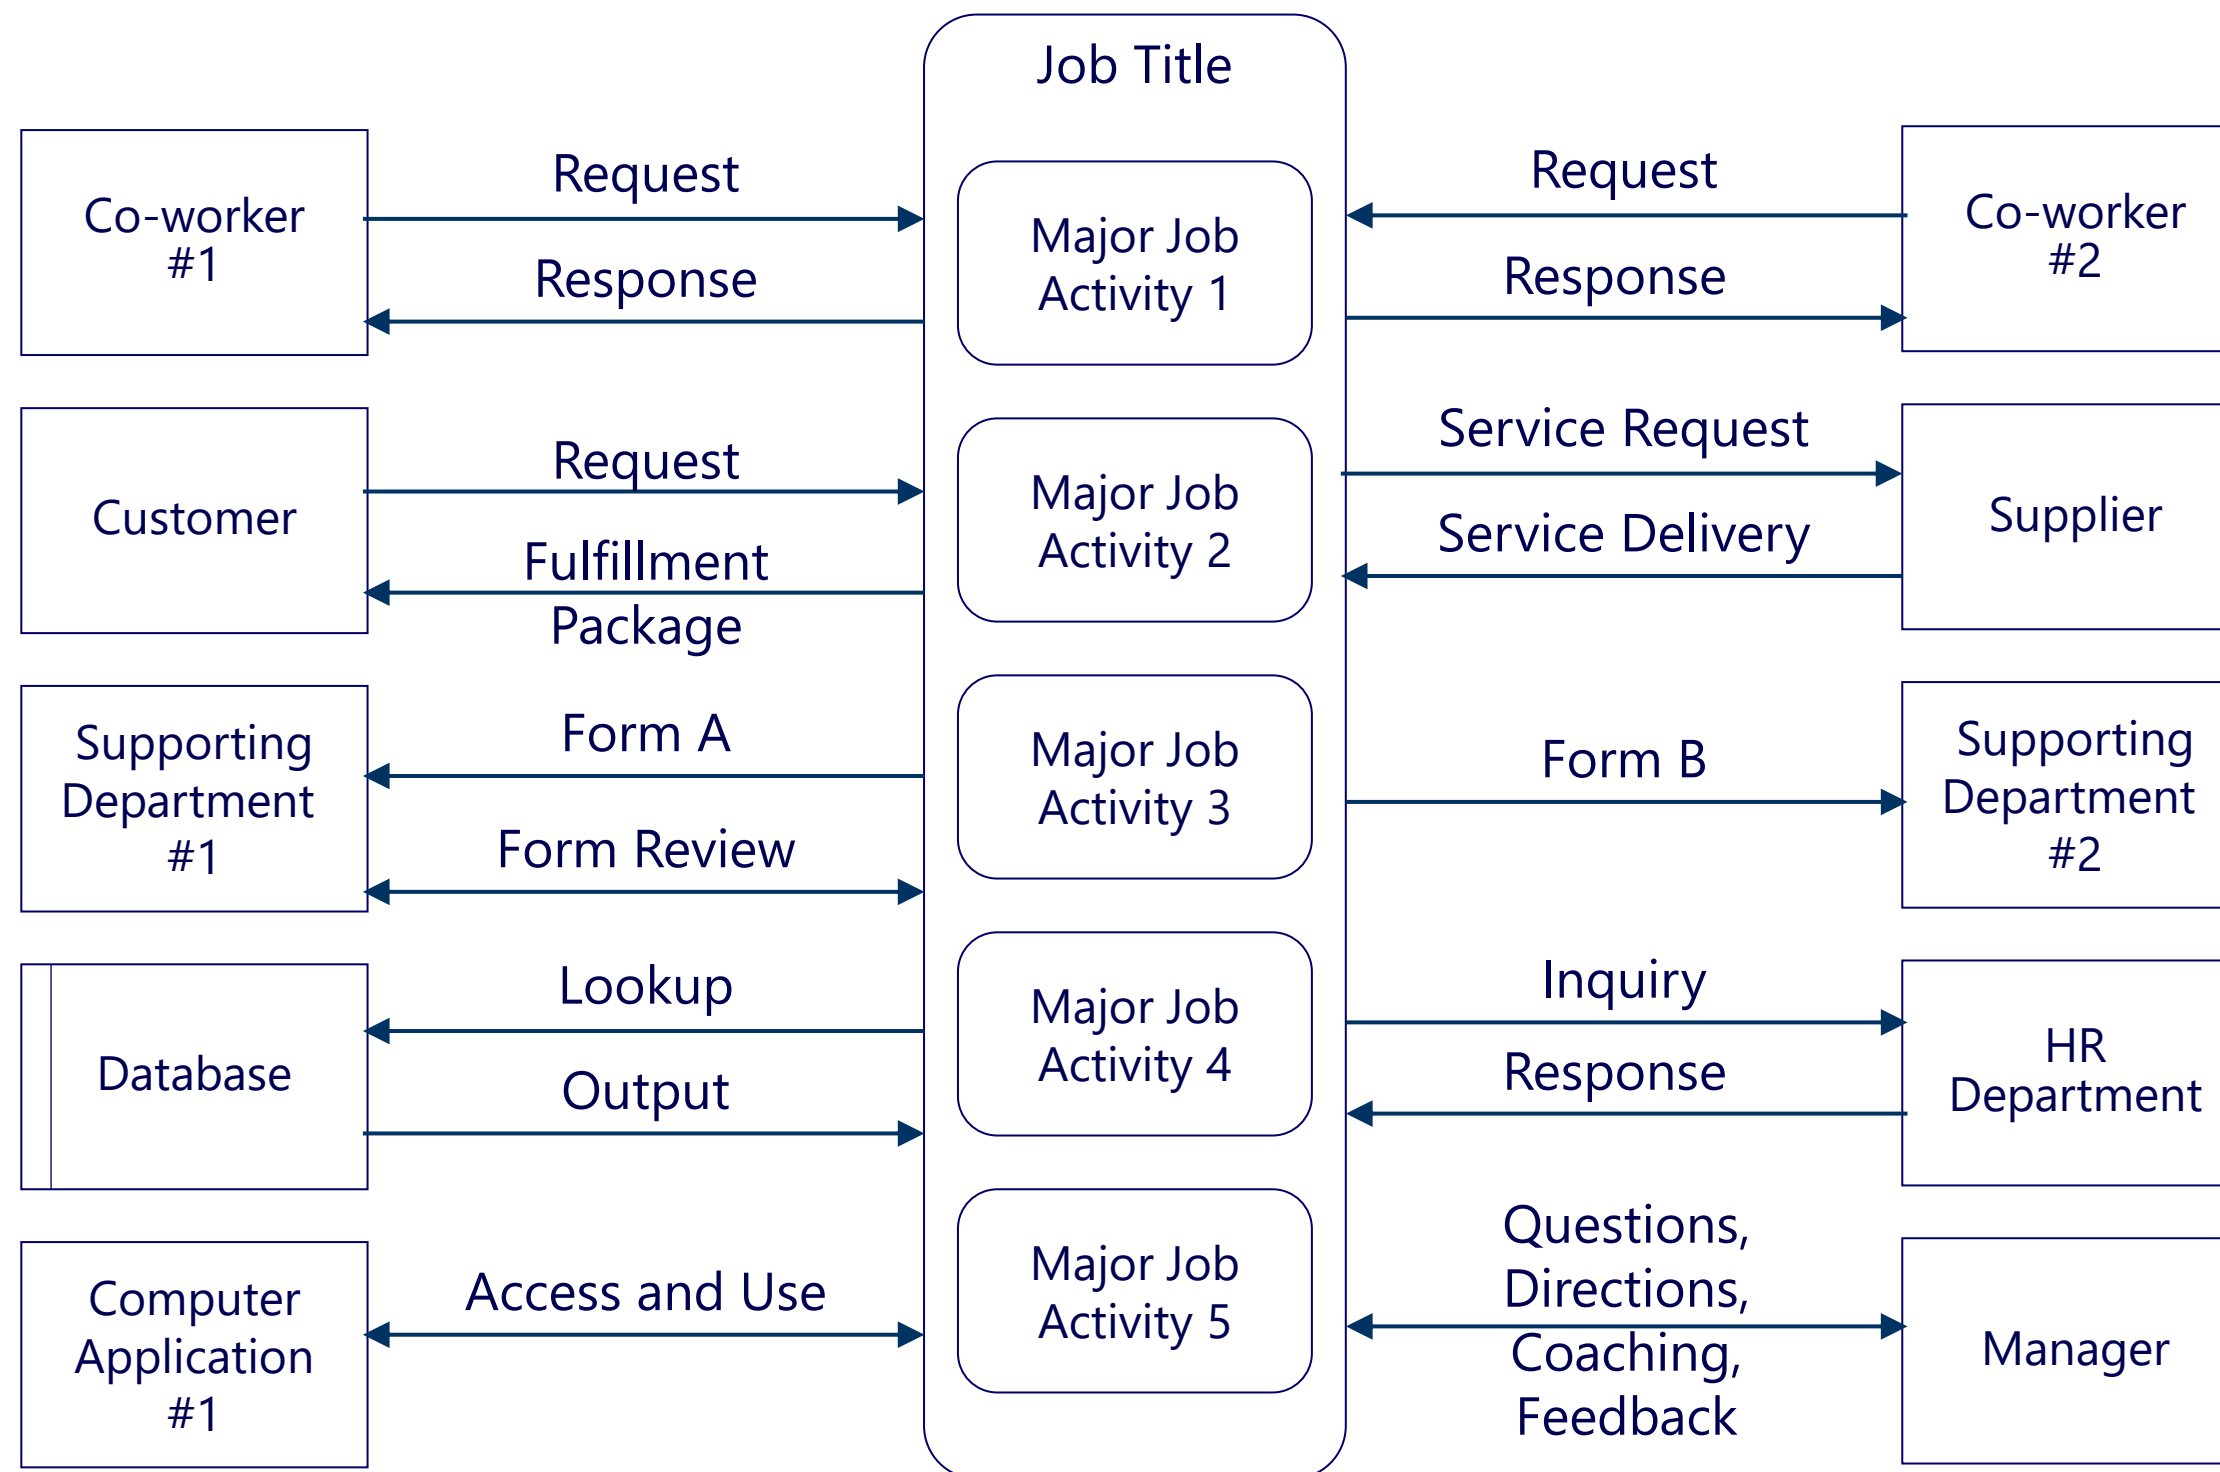 Job Title
Co-worker
#1
Request
Response
Major Job
Activity 1
Request
Response
Co-worker
#2
Customer
Request
Fulfillment
Package
Major Job
Activity 2
Service Request
Service Delivery
Supplier
Supporting
Department
#1
Form A
Form Review
Major Job
Activity 3
Form B
Supporting
Department
#2
Database
Lookup
Output
Major Job
Activity 4
Inquiry
Response
HR
Department
Computer
Application
#1
Access and Use
Major Job
Activity 5
Questions,
Directions,
Coaching,
Feedback
Manager